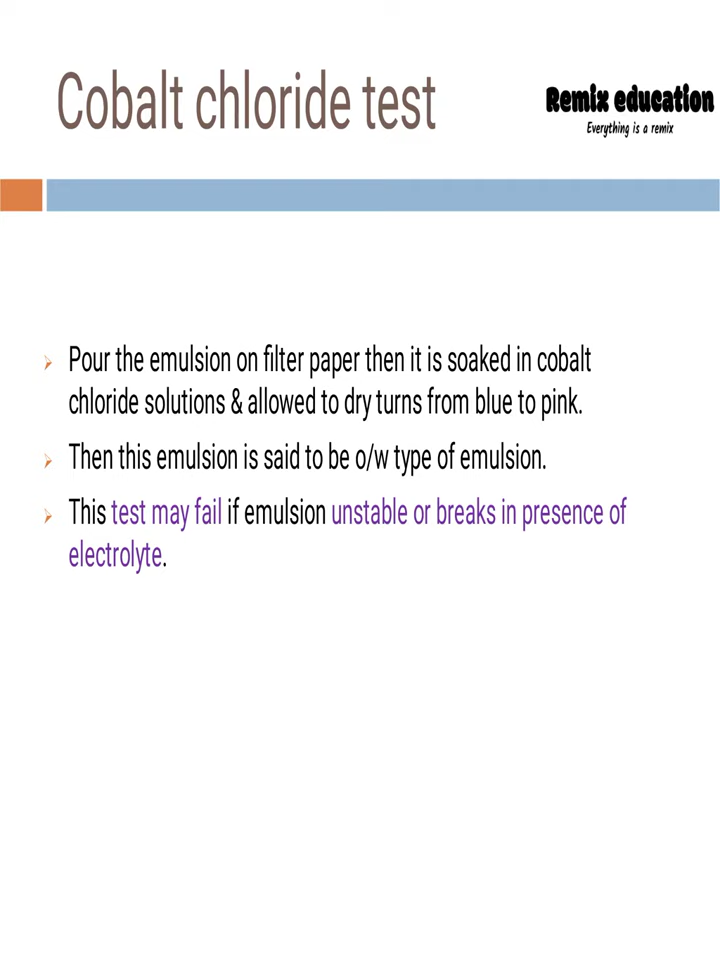 Cobalt chloride test
Remix education
Everything is a remix
Pour the emulsion on filter paper then it is soaked in cobalt
chloride solutions & allowed to dry turns from blue to pink.
Then this emulsion is said to be o/w type of emulsion.
This test may fail if emulsion unstable or breaks in presence of
electrolyte.